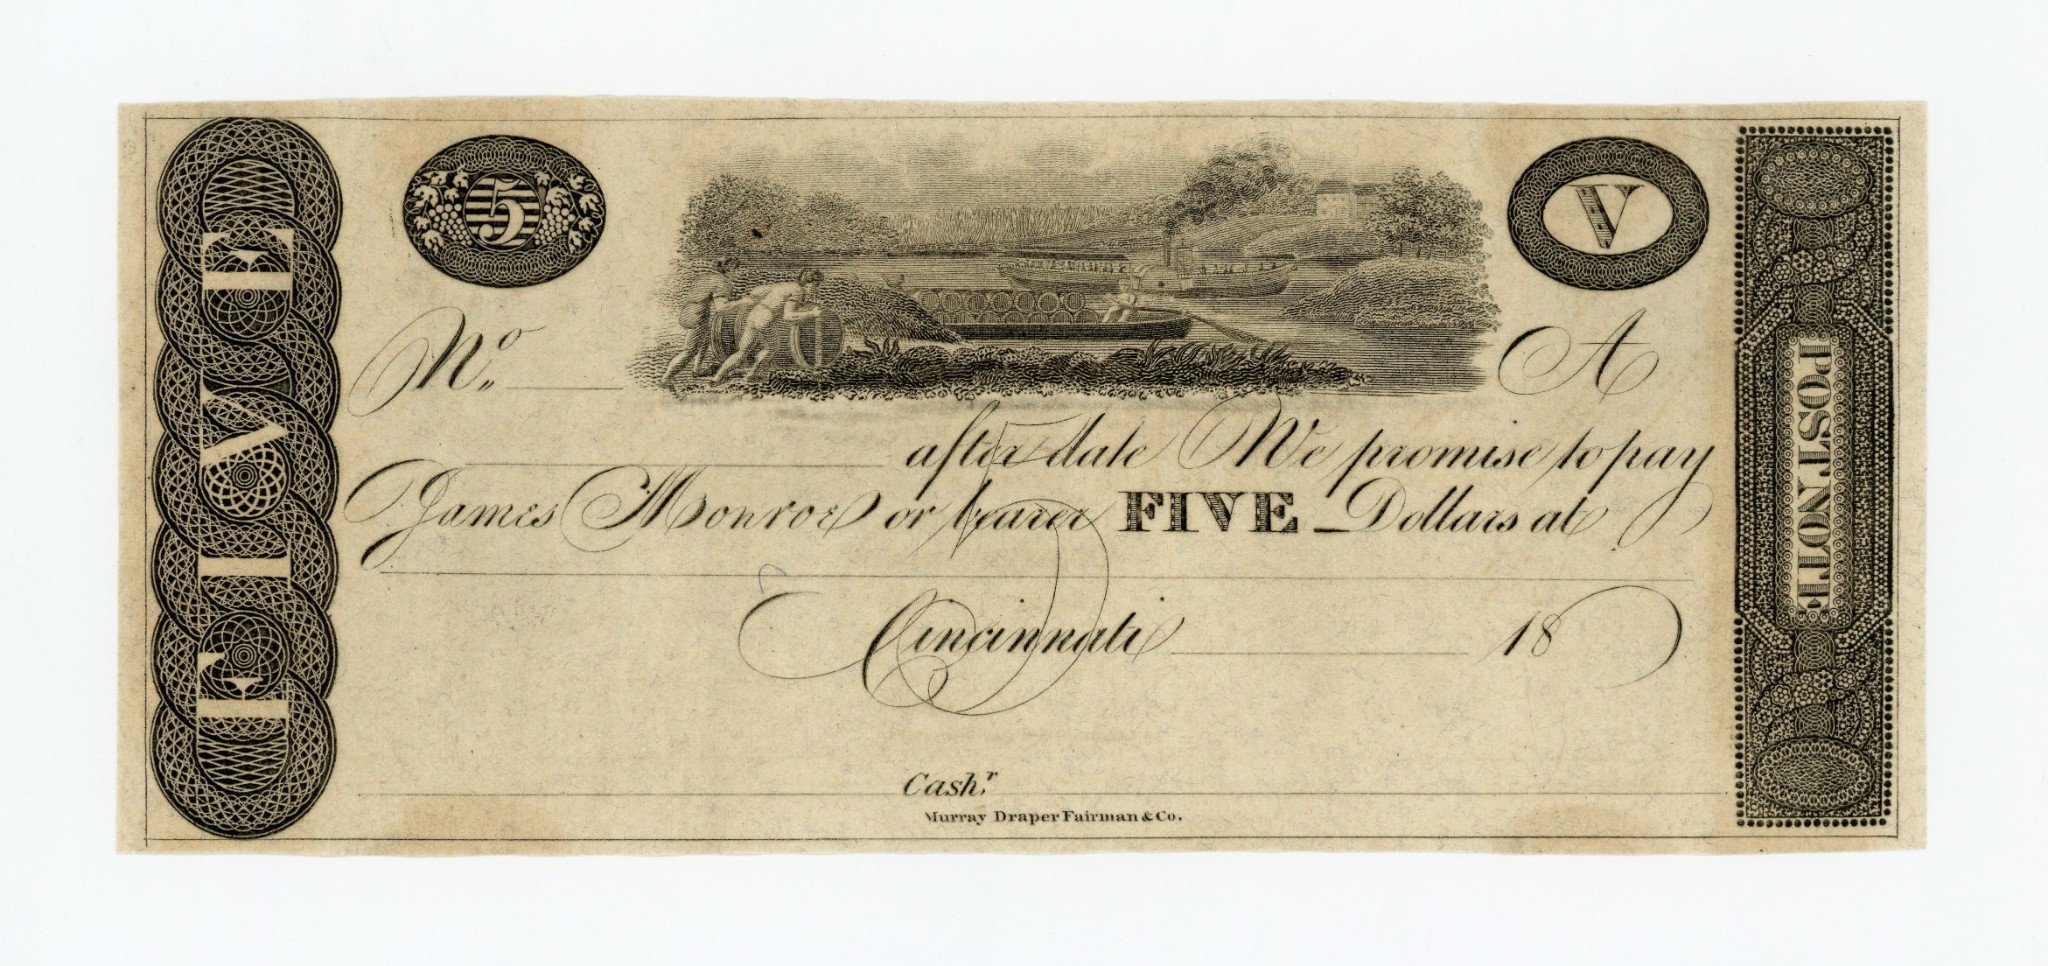 FIVE
5
V
Nº.
A
after date We promise to pay
James Monroe or bearer FIVE Dollars at
Cincinnati 18
Cash.r
Murray Draper Fairman & Co.
POST NOTE